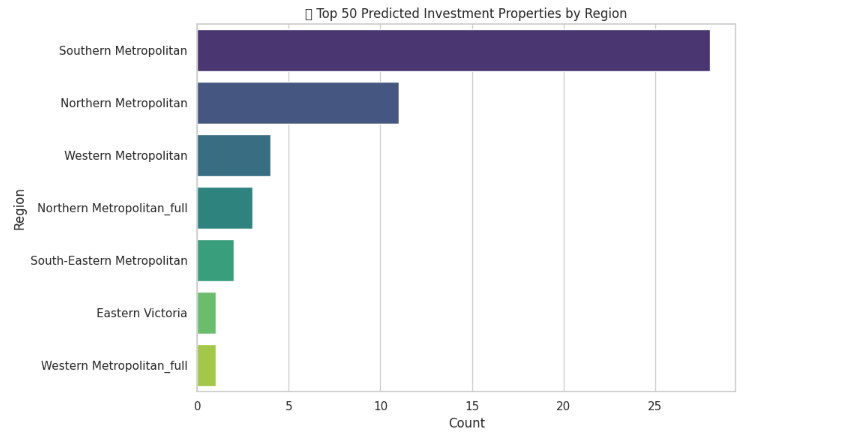 ▯ Top 50 Predicted Investment Properties by Region
Southern Metropolitan
Northern Metropolitan
Western Metropolitan
Northern Metropolitan_full
South-Eastern Metropolitan
Eastern Victoria
Western Metropolitan_full
Region
0 5 10 15 20 25
Count